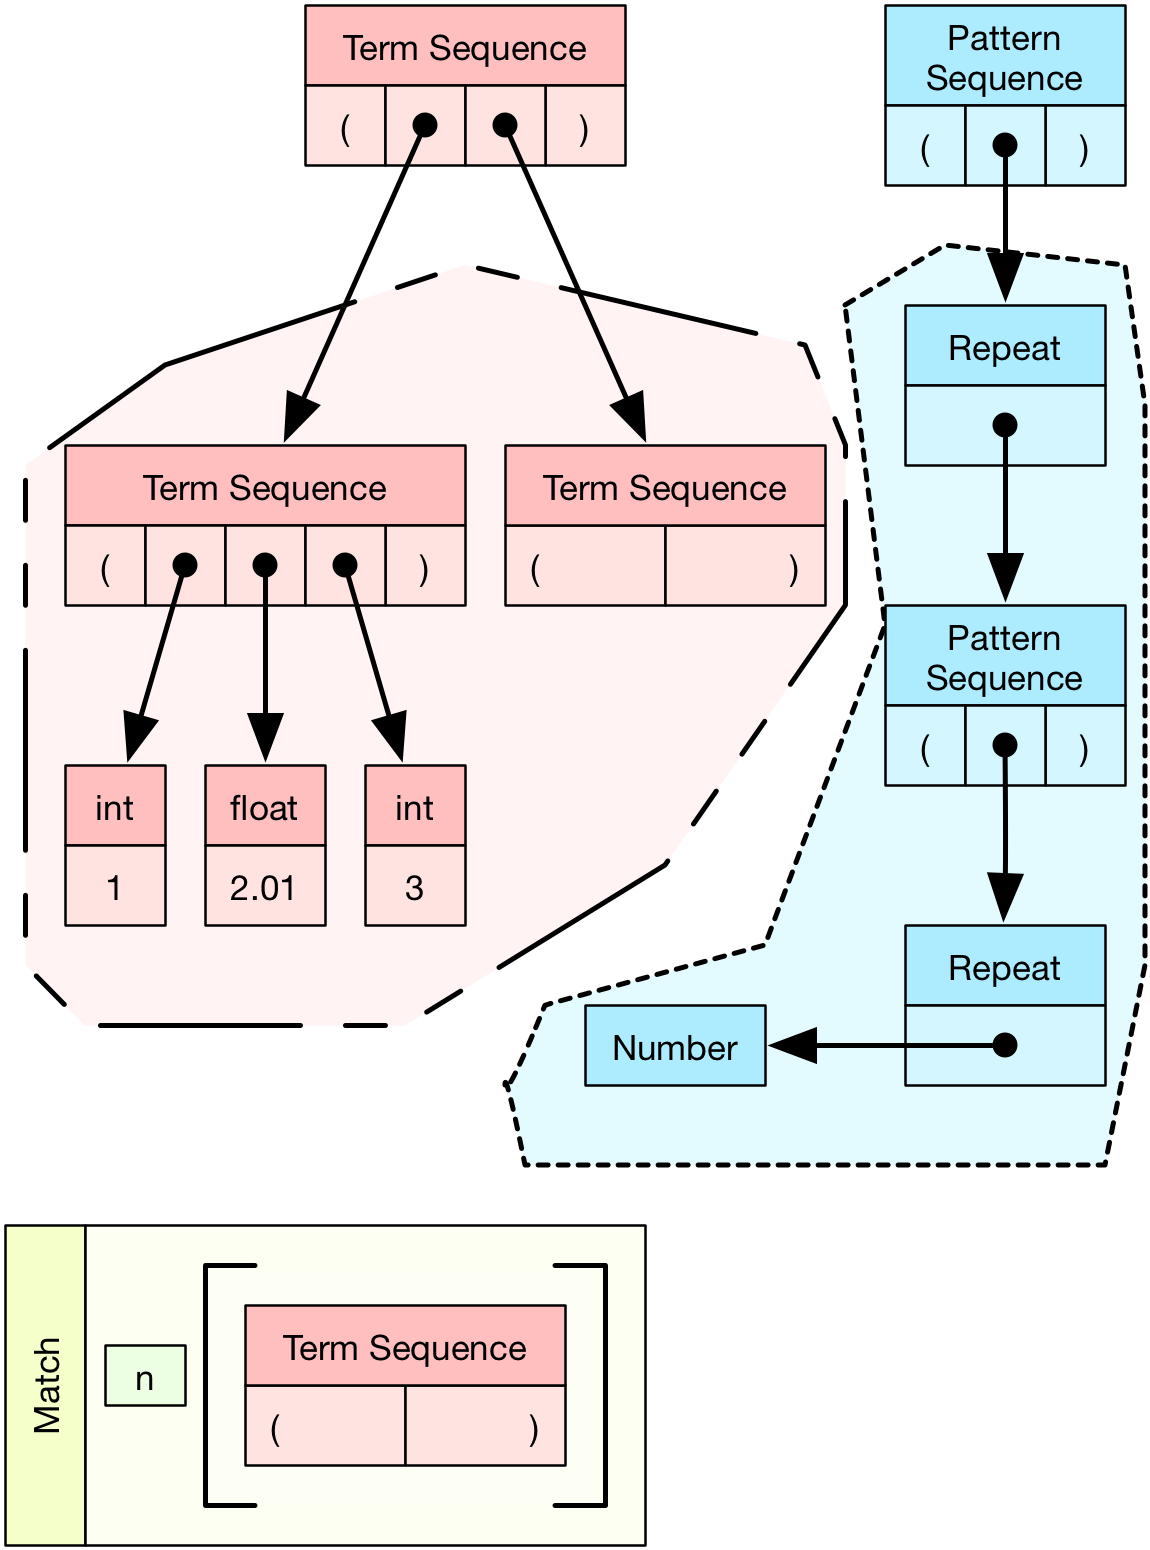 Term Sequence
( )
Pattern
Sequence
( )
Repeat
Term Sequence
( )
Term Sequence
( )
Pattern
Sequence
( )
int
1
float
2.01
int
3
Repeat
Number
Match
n
Term Sequence
( )